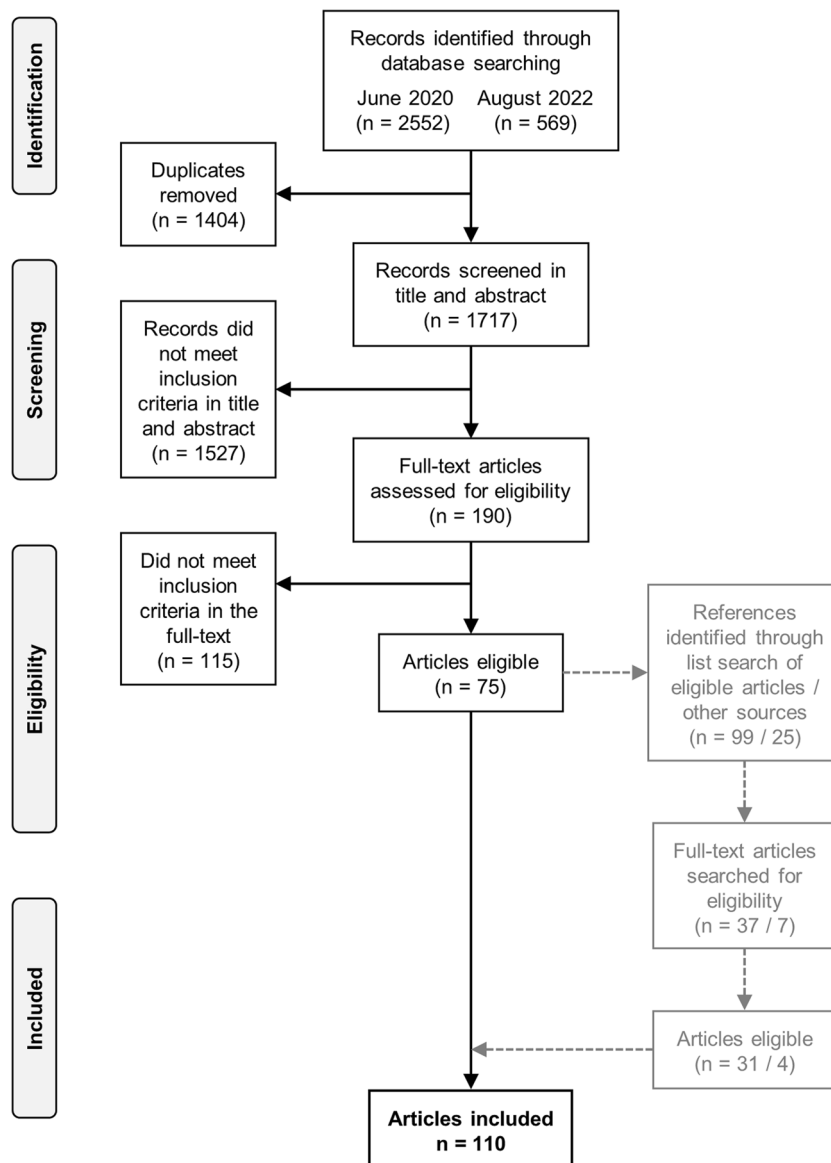 Identification
Records identified through
database searching
June 2020 August 2022
(n = 2552) (n = 569)
Duplicates
removed
(n = 1404)
Screening
Records screened in
title and abstract
(n = 1717)
Records did
not meet
inclusion
criteria in title
and abstract
(n = 1527)
Full-text articles
assessed for eligibility
(n = 190)
Eligibility
Did not meet
inclusion
criteria in the
full-text
(n = 115)
Articles eligible
(n = 75)
References
identified through
list search of
eligible articles /
other sources
(n = 99 / 25)
Full-text articles
searched for
eligibility
(n = 37 / 7)
Included
Articles eligible
(n = 31 / 4)
Articles included
n = 110